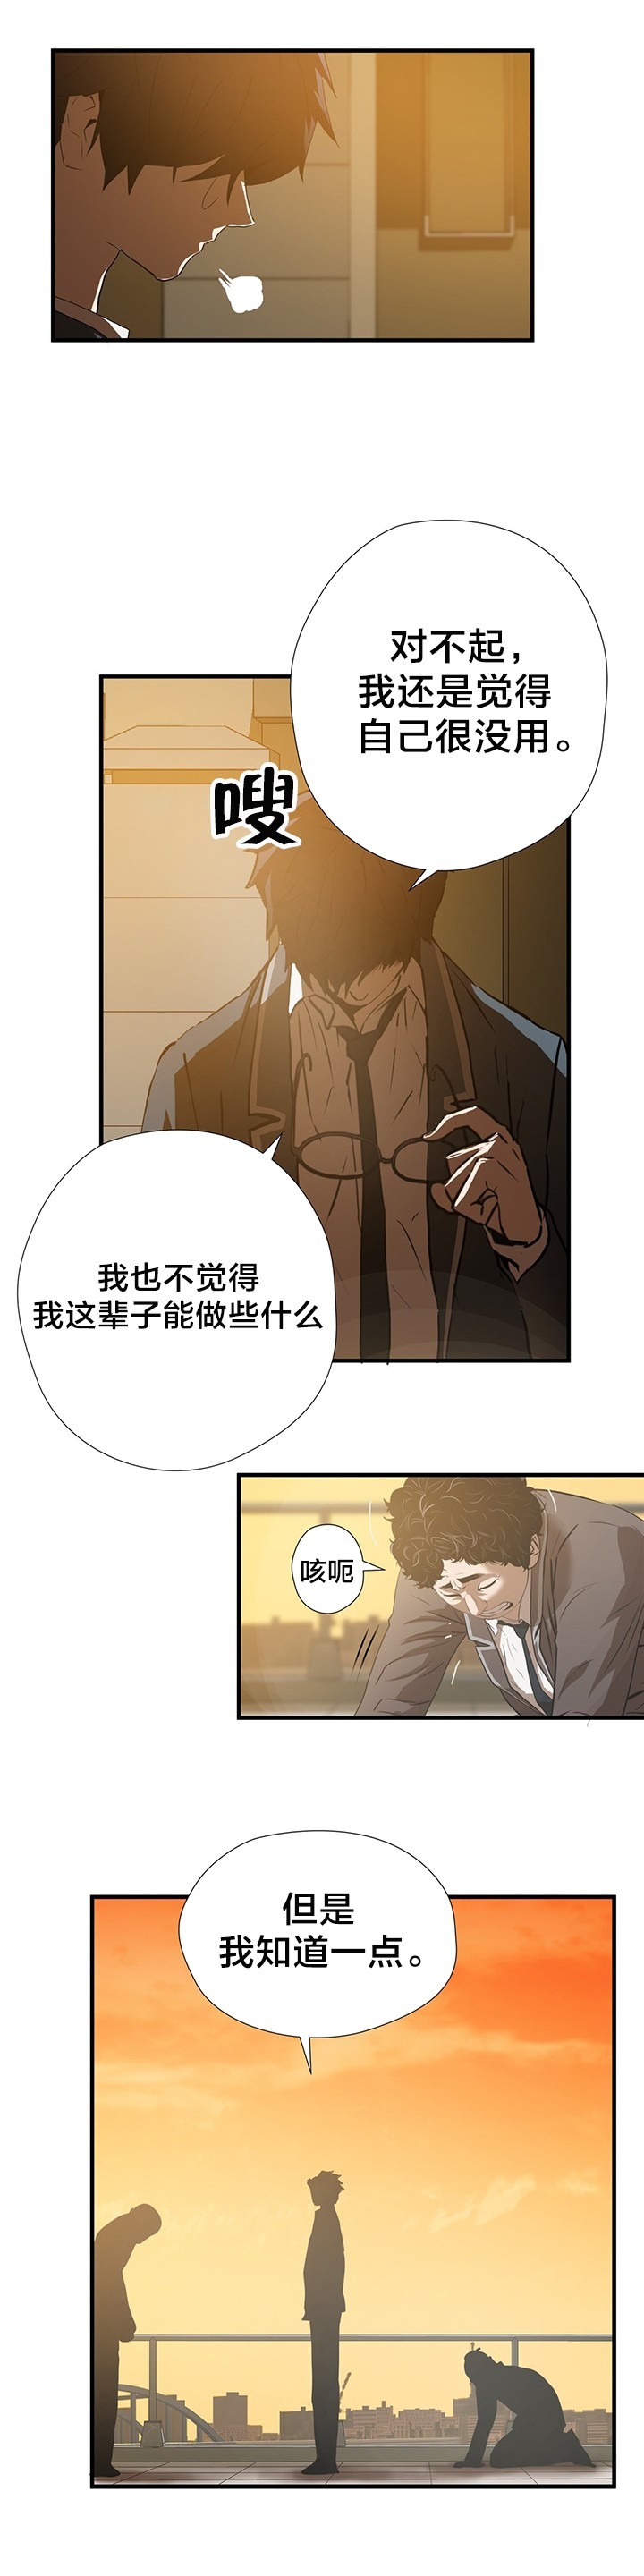 对不起，
我还是觉得
自己很没用。
嗖
我也不觉得
我这辈子能做些什么
咳呃
但是
我知道一点。